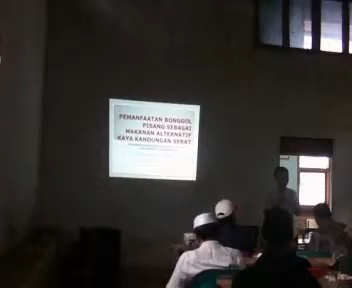 PEMANFAATAN BONGGOL
PISANG SEBAGAI
MAKANAN ALTERNATIF
KAYA KANDUNGAN SERAT